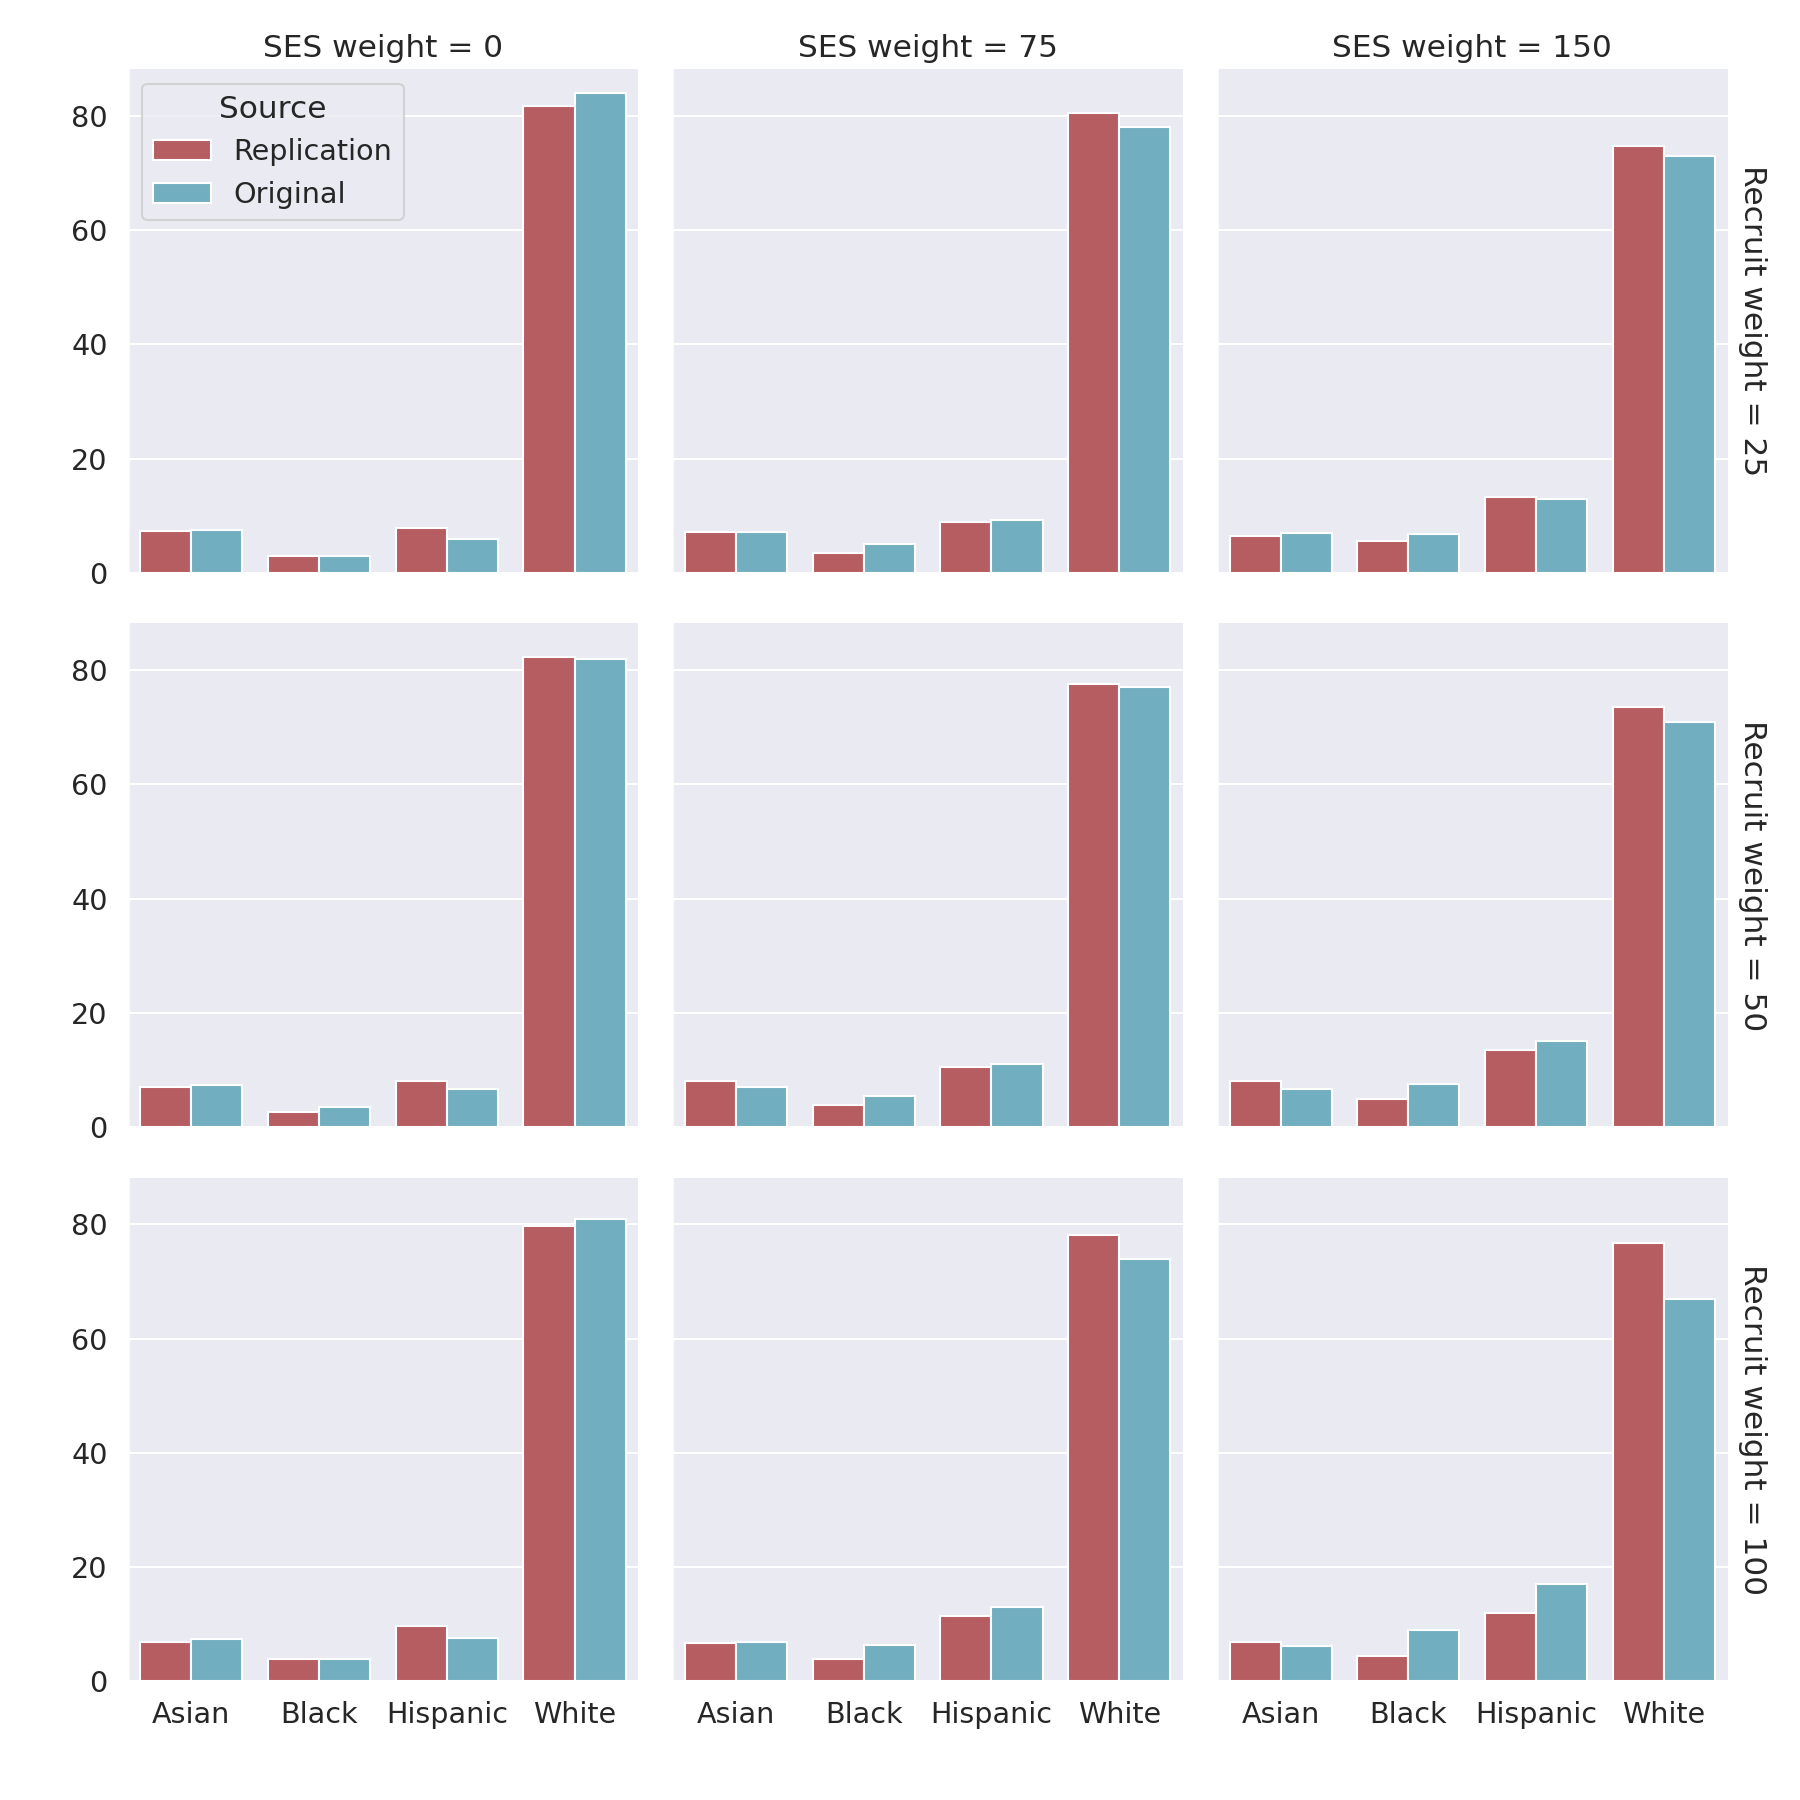 SES weight = 0
SES weight = 75
SES weight = 150
Source
Replication
Original
80
60
40
20
0
Recruit weight = 25
80
60
40
20
0
Recruit weight = 50
80
60
40
20
0
Recruit weight = 100
Asian Black Hispanic White
Asian Black Hispanic White
Asian Black Hispanic White